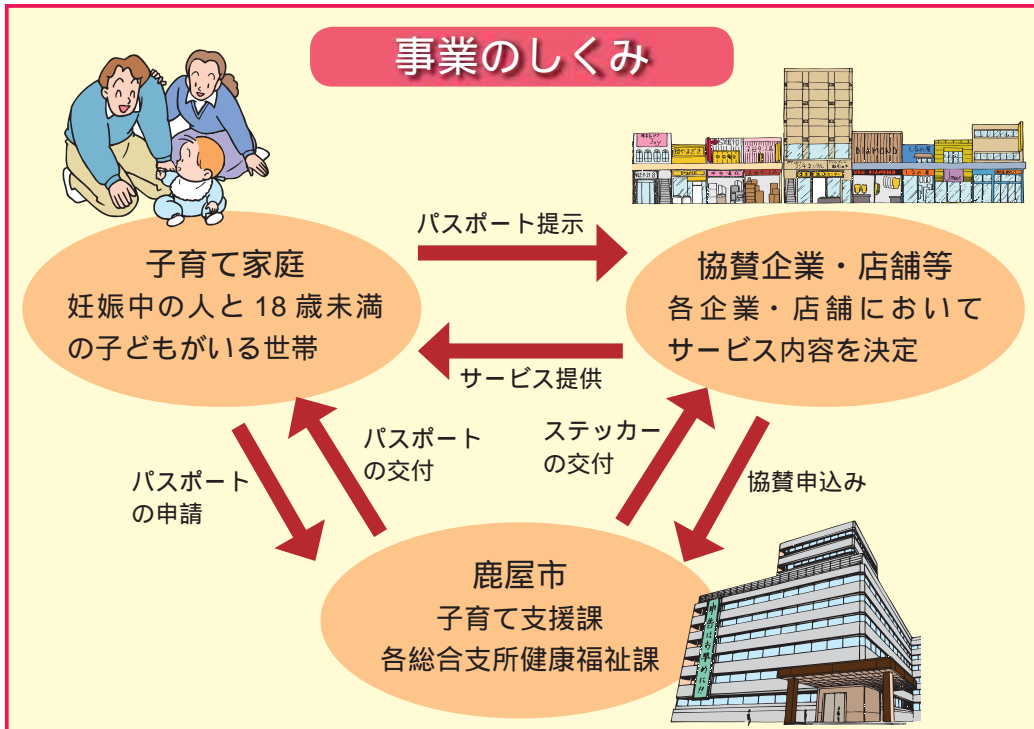 事業のしくみ
パスポート提示
子育て家庭
妊娠中の人と 18 歳未満
の子どもがいる世帯
協賛企業・店舗等
各企業・店舗において
サービス内容を決定
サービス提供
パスポート
の申請
パスポート
の交付
ステッカー
の交付
協賛申込み
鹿屋市
子育て支援課
各総合支所健康福祉課
DIAMOND